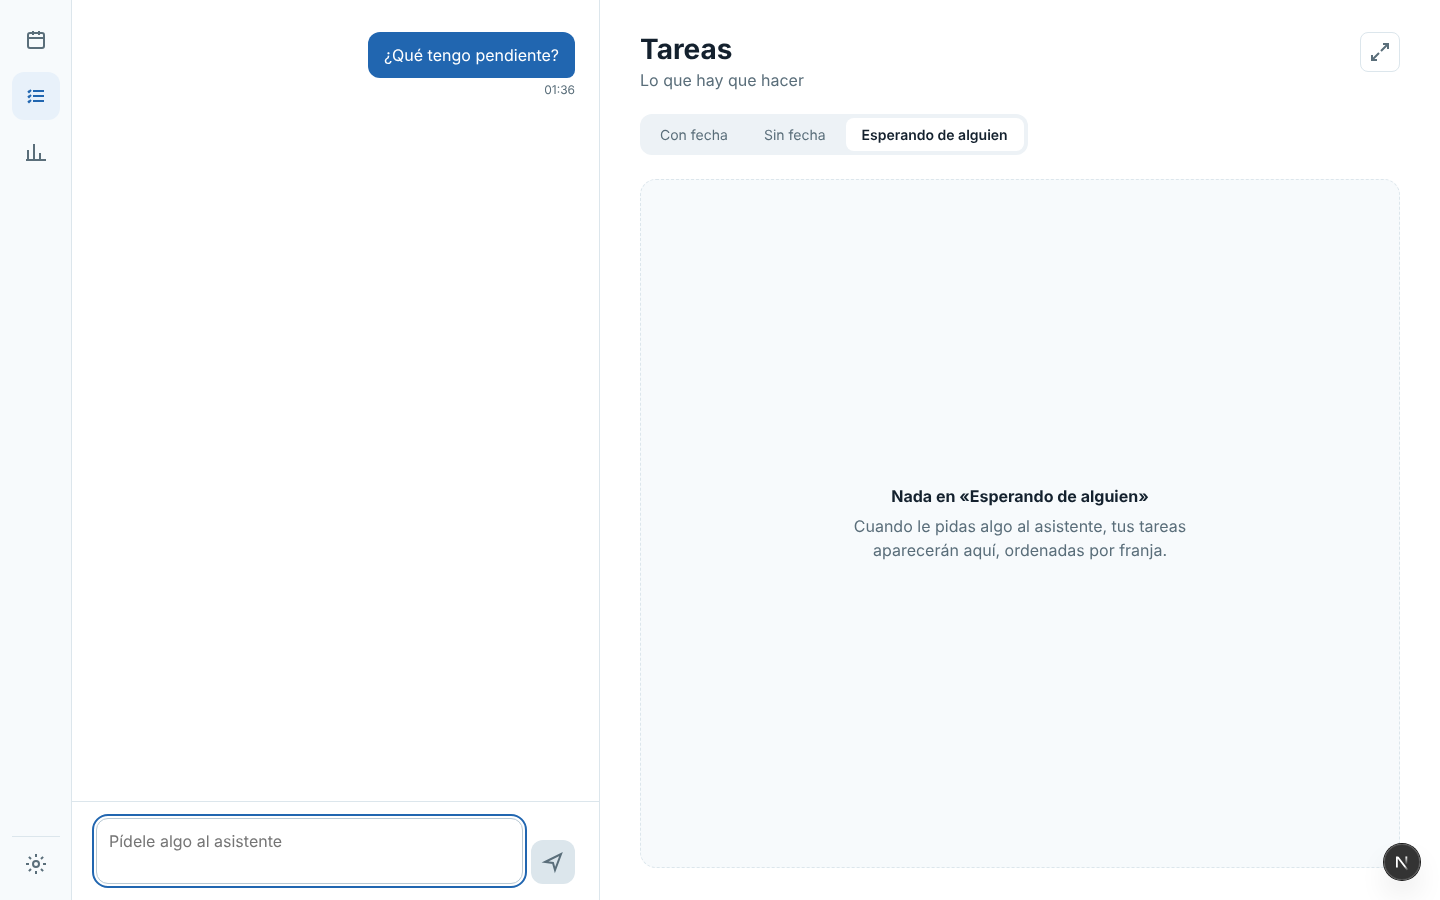 ¿Qué tengo pendiente?
01:36
Pídele algo al asistente
Tareas
Lo que hay que hacer
Con fecha
Sin fecha
Esperando de alguien
Nada en «Esperando de alguien»
Cuando le pidas algo al asistente, tus tareas
aparecerán aquí, ordenadas por franja.
N